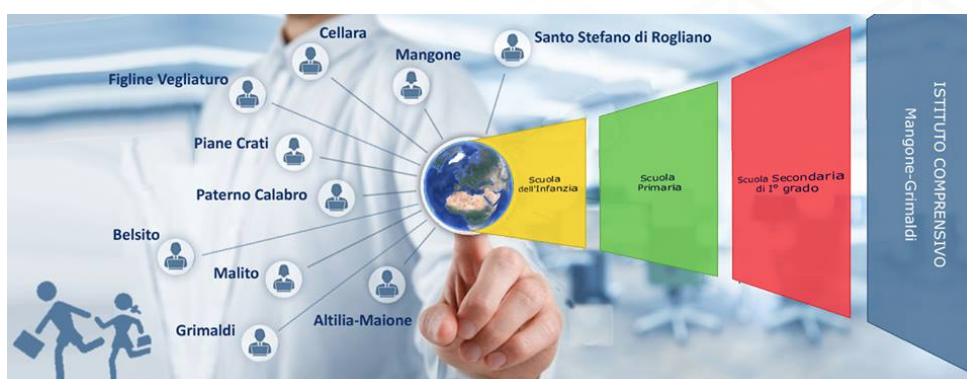 Cellara
Santo Stefano di Rogliano
Mangone
Figline Vegliaturo
Piane Crati
Paterno Calabro
Belsito
Malito
Grimaldi
Altilia-Maione
Scuola
dell'Infanzia
Scuola
Primaria
Scuola Secondaria
di I° grado
ISTITUTO COMPRENSIVO
Mangone-Grimaldi